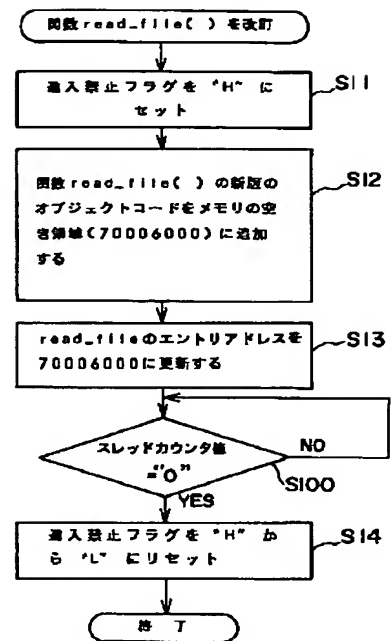 関数read_file( )を改訂
進入禁止フラグを "H" に
セット
S11
関数read_file( )の新版の
オブジェクトコードをメモリの空
き領域(70006000)に追加
する
S12
read_fileのエントリアドレスを
70006000に更新する
S13
スレッドカウンタ値
="0"
NO
S100
YES
進入禁止フラグを "H" か
ら "L" にリセット
S14
終 了